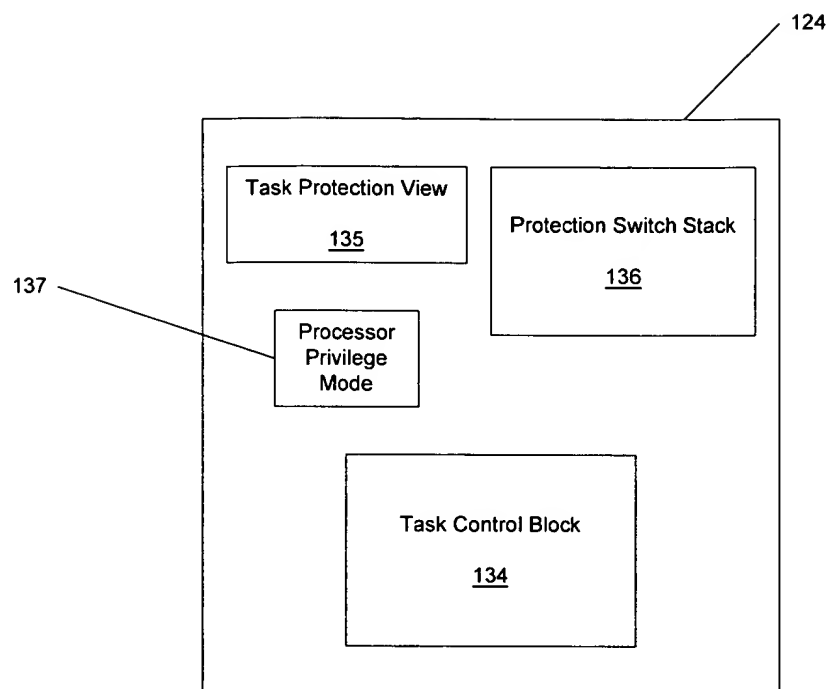 124
Task Protection View
135
Protection Switch Stack
136
137
Processor
Privilege
Mode
Task Control Block
134